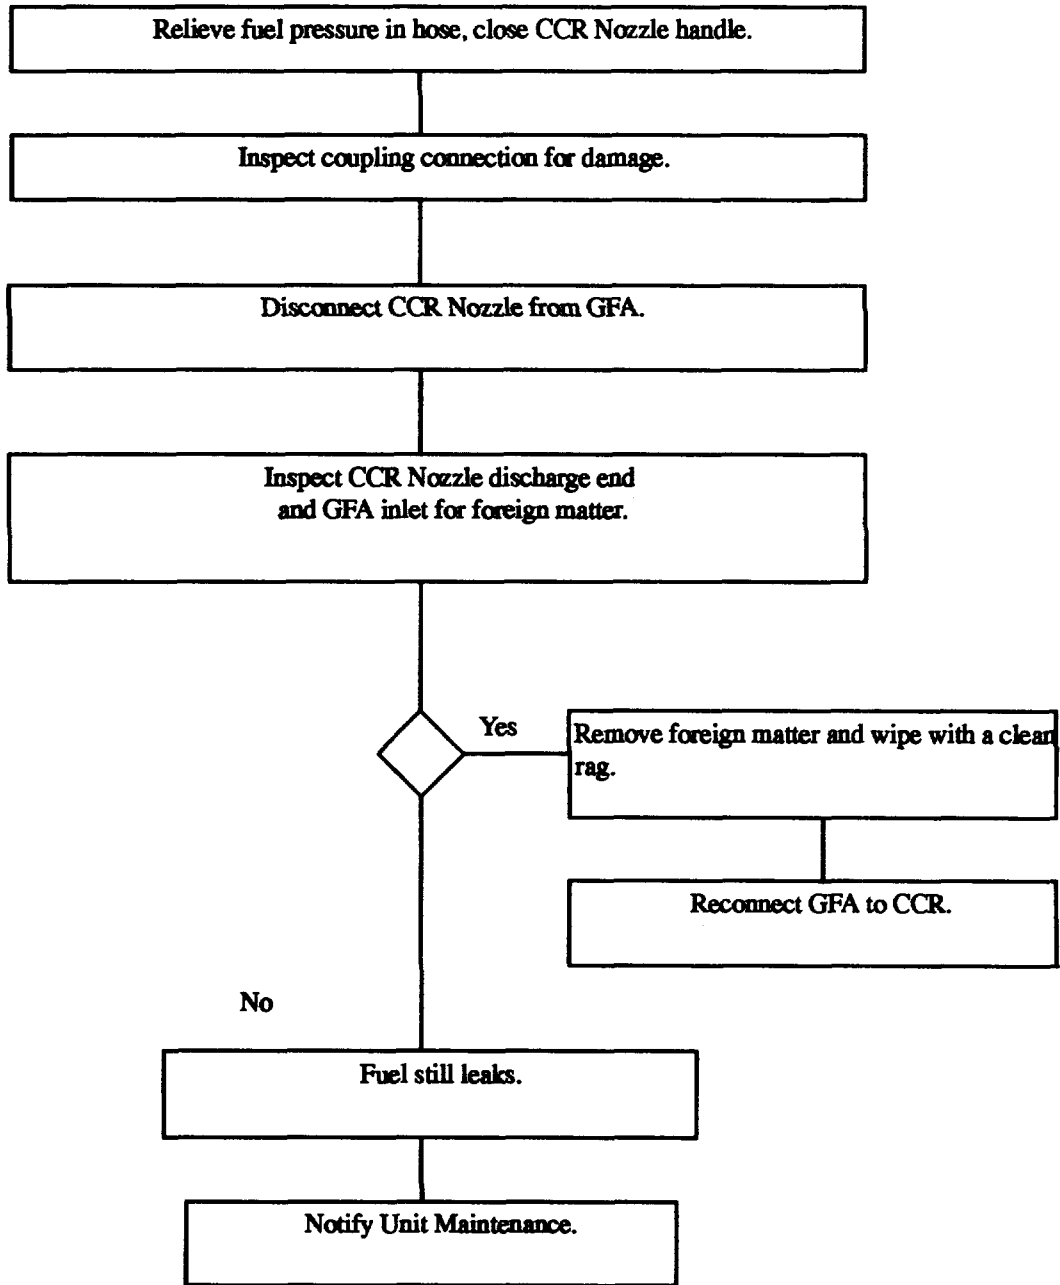 Relieve fuel pressure in hose, close CCR Nozzle handle.
Inspect coupling connection for damage.
Disconnect CCR Nozzle from GFA.
Inspect CCR Nozzle discharge end
and GFA inlet for foreign matter.
Yes
Remove foreign matter and wipe with a clean
rag.
Reconnect GFA to CCR.
No
Fuel still leaks.
Notify Unit Maintenance.